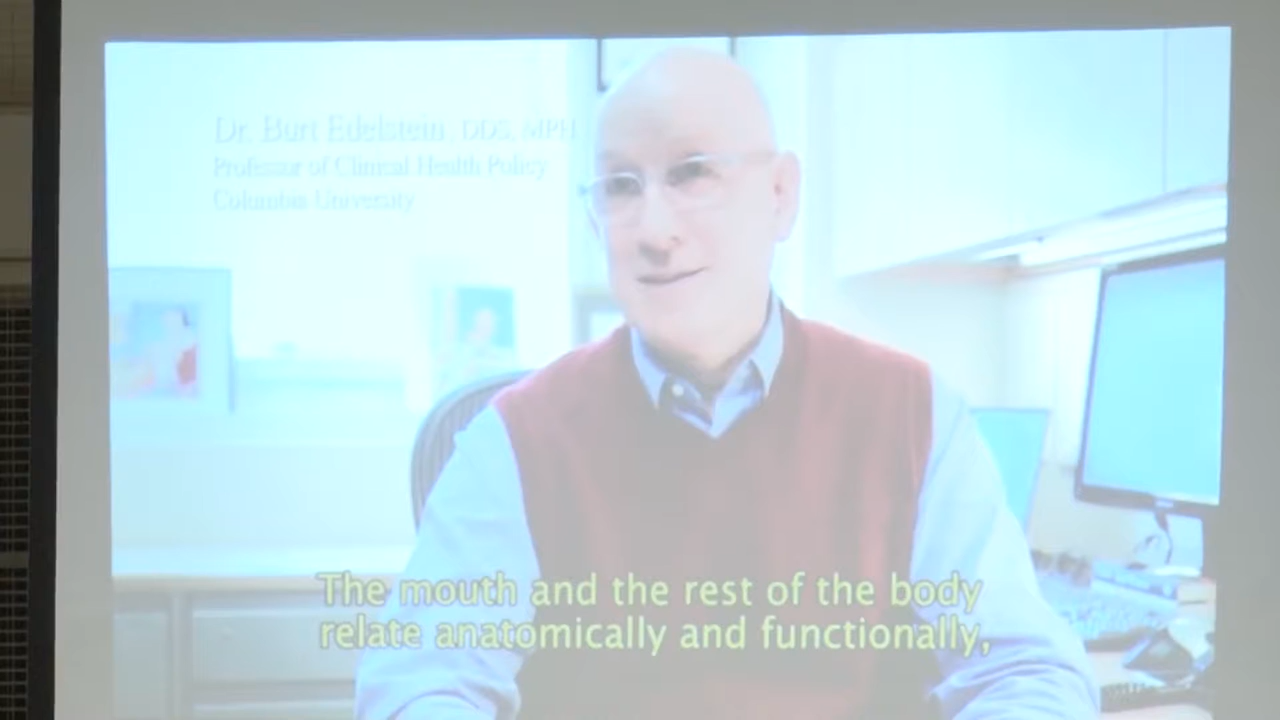 Dr. Burt Edelstein, DDS, MPH
Professor of Clinical Health Policy
Columbia University
The mouth and the rest of the body
relate anatomically and functionally,